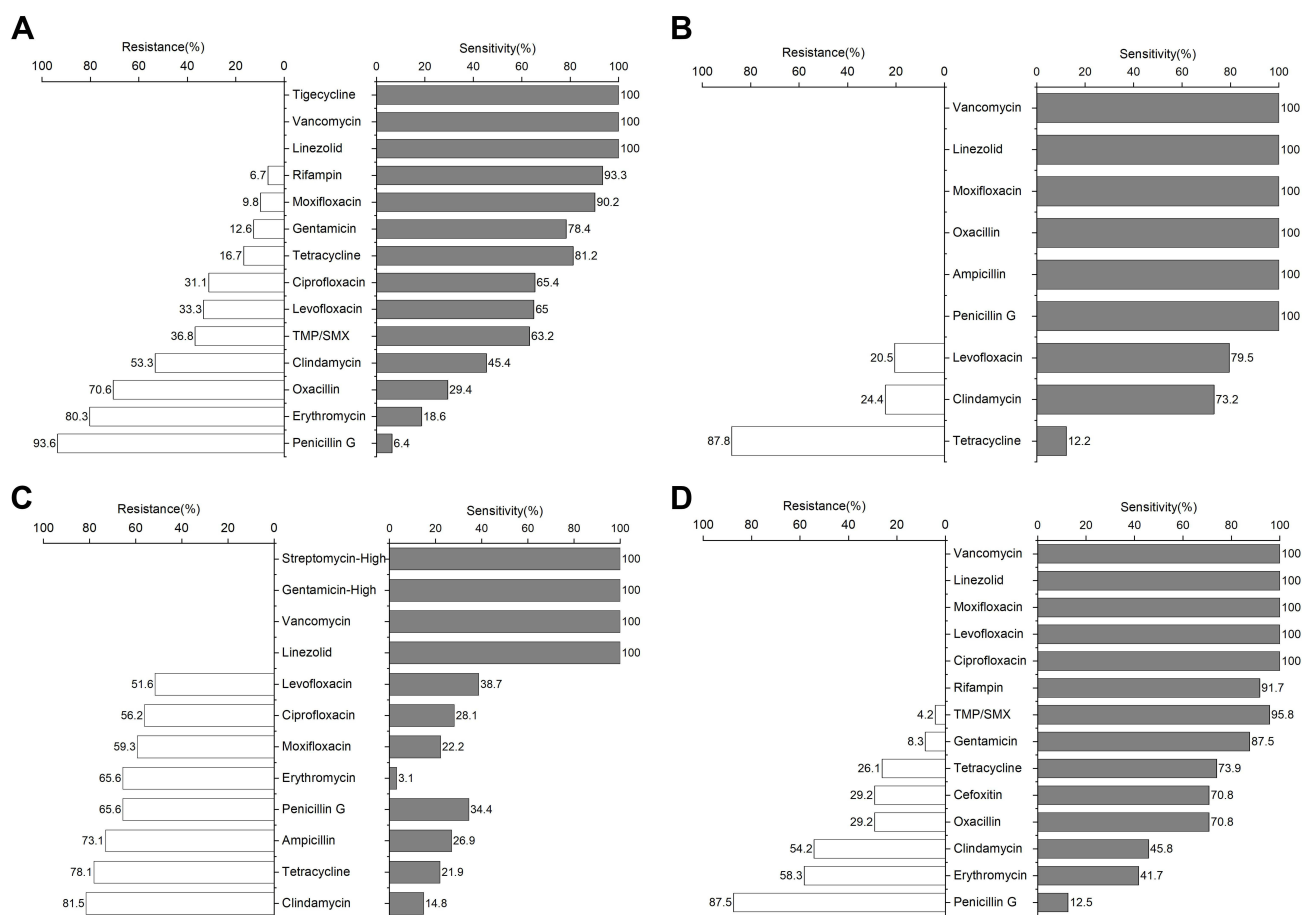 A
Resistance(%)
Sensitivity(%)
100 80 60 40 20 0
0 20 40 60 80 100
Tigecycline 100
Vancomycin 100
Linezolid 100
6.7 Rifampin 93.3
9.8 Moxifloxacin 90.2
12.6 Gentamicin 78.4
16.7 Tetracycline 81.2
31.1 Ciprofloxacin 65.4
33.3 Levofloxacin 65
36.8 TMP/SMX 63.2
53.3 Clindamycin 45.4
70.6 Oxacillin 29.4
80.3 Erythromycin 18.6
93.6 Penicillin G 6.4
B
Resistance(%)
Sensitivity(%)
100 80 60 40 20 0
0 20 40 60 80 100
Vancomycin 100
Linezolid 100
Moxifloxacin 100
Oxacillin 100
Ampicillin 100
Penicillin G 100
20.5 Levofloxacin 79.5
24.4 Clindamycin 73.2
87.8 Tetracycline 12.2
C
Resistance(%)
Sensitivity(%)
100 80 60 40 20 0
0 20 40 60 80 100
Streptomycin-High 100
Gentamicin-High 100
Vancomycin 100
Linezolid 100
51.6 Levofloxacin 38.7
56.2 Ciprofloxacin 28.1
59.3 Moxifloxacin 22.2
65.6 Erythromycin 3.1
65.6 Penicillin G 34.4
73.1 Ampicillin 26.9
78.1 Tetracycline 21.9
81.5 Clindamycin 14.8
D
Resistance(%)
Sensitivity(%)
100 80 60 40 20 0
0 20 40 60 80 100
Vancomycin 100
Linezolid 100
Moxifloxacin 100
Levofloxacin 100
Ciprofloxacin 100
Rifampin 91.7
4.2 TMP/SMX 95.8
8.3 Gentamicin 87.5
26.1 Tetracycline 73.9
29.2 Cefoxitin 70.8
29.2 Oxacillin 70.8
54.2 Clindamycin 45.8
58.3 Erythromycin 41.7
87.5 Penicillin G 12.5